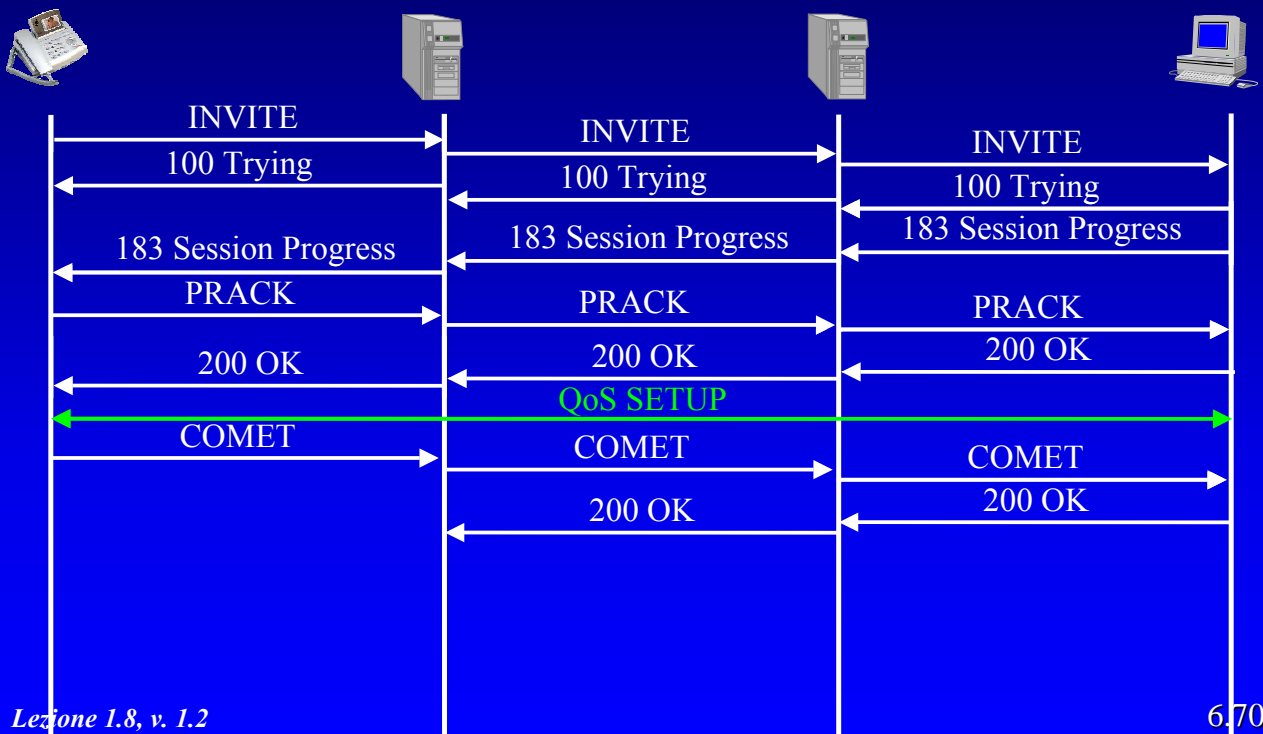 INVITE
INVITE
INVITE
100 Trying
100 Trying
100 Trying
183 Session Progress
183 Session Progress
183 Session Progress
PRACK
PRACK
PRACK
200 OK
200 OK
200 OK
QoS SETUP
COMET
COMET
COMET
200 OK
200 OK
Lezione 1.8, v. 1.2
6.70